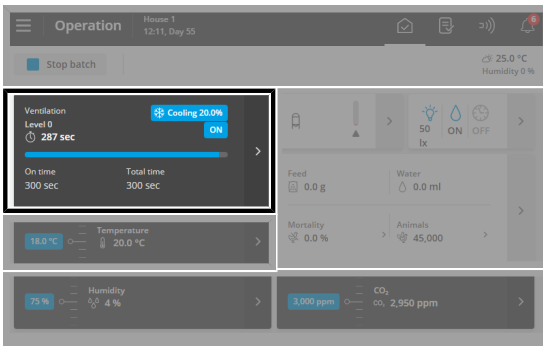 Operation
House 1
12:11, Day 55
6
Stop batch
25.0 °C
Humidity 0 %
Ventilation
Level 0
287 sec
Cooling 20.0%
ON
On time
300 sec
Total time
300 sec
50
lx
ON
OFF
Feed
0.0 g
Water
0.0 ml
Mortality
0.0 %
Animals
45,000
18.0 °C
Temperature
20.0 °C
75 %
Humidity
4 %
3,000 ppm
CO₂
CO₂ 2,950 ppm